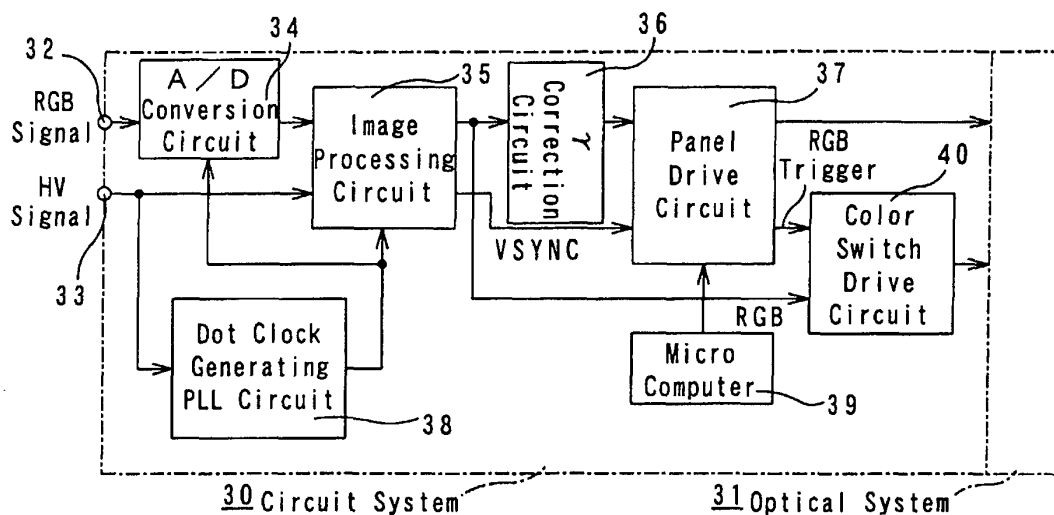 32
RGB
Signal
HV
Signal
33
34
A/D
Conversion
Circuit
35
Image
Processing
Circuit
36
γ
Correction
Circuit
37
Panel
Drive
Circuit
VSYNC
RGB
Trigger
40
Color
Switch
Drive
Circuit
RGB
Dot Clock
Generating
PLL Circuit
38
Micro
Computer
39
30 Circuit System
31 Optical System